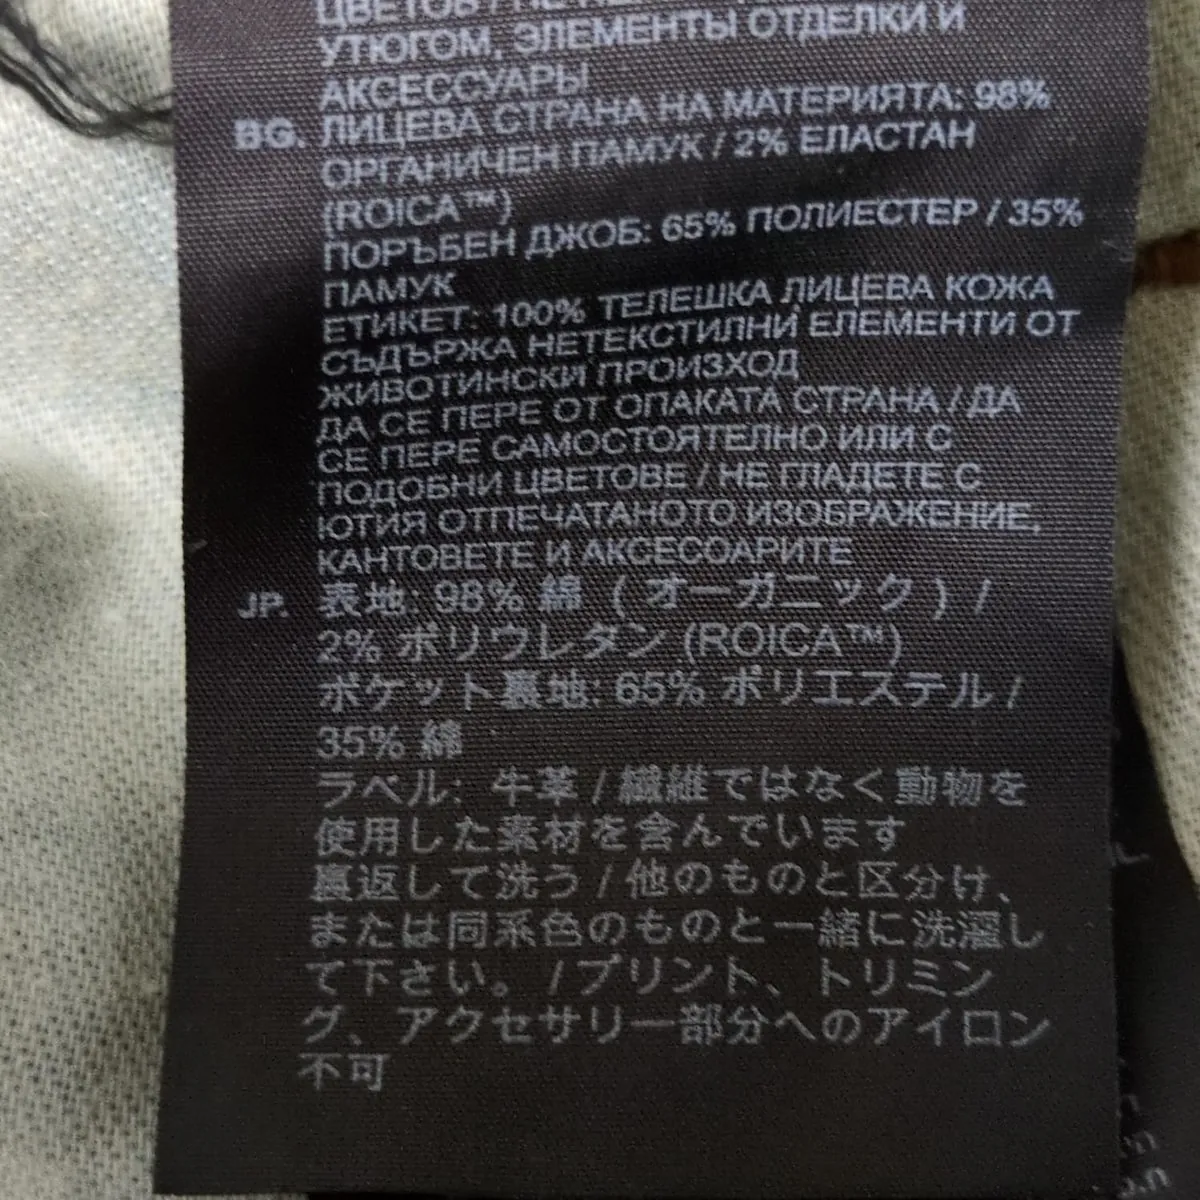 ЦВЕТОВ / НЕ
УТЮГОМ, ЭЛЕМЕНТЫ ОТДЕЛКИ И
АКСЕССУАРЫ
BG. ЛИЦЕВА СТРАНА НА МАТЕРИЯТА: 98%
ОРГАНИЧЕН ПАМУК / 2% ЕЛАСТАН
(ROICA™)
ПОРЪБЕН ДЖОБ: 65% ПОЛИЕСТЕР / 35%
ПАМУК
ЕТИКЕТ: 100% ТЕЛЕШКА ЛИЦЕВА КОЖА
СЪДЪРЖА НЕТЕКСТИЛНИ ЕЛЕМЕНТИ ОТ
ЖИВОТИНСКИ ПРОИЗХОД
ДА СЕ ПЕРЕ ОТ ОПАКАТА СТРАНА / ДА
СЕ ПЕРЕ САМОСТОЯТЕЛНО ИЛИ С
ПОДОБНИ ЦВЕТОВЕ / НЕ ГЛАДЕТЕ С
ЮТИЯ ОТПЕЧАТАНОТО ИЗОБРАЖЕНИЕ,
КАНТОВЕТЕ И АКСЕСОАРИТЕ
JP. 表地: 98% 綿 (オーガニック) /
2% ポリウレタン (ROICA™)
ポケット裏地: 65% ポリエステル /
35% 綿
ラベル: 牛革 / 繊維ではなく動物を
使用した素材を含んでいます
裏返して洗う / 他のものと区分け、
または同系色のものと一緒に洗濯し
て下さい。 / プリント、トリミン
グ、アクセサリー部分へのアイロン
不可